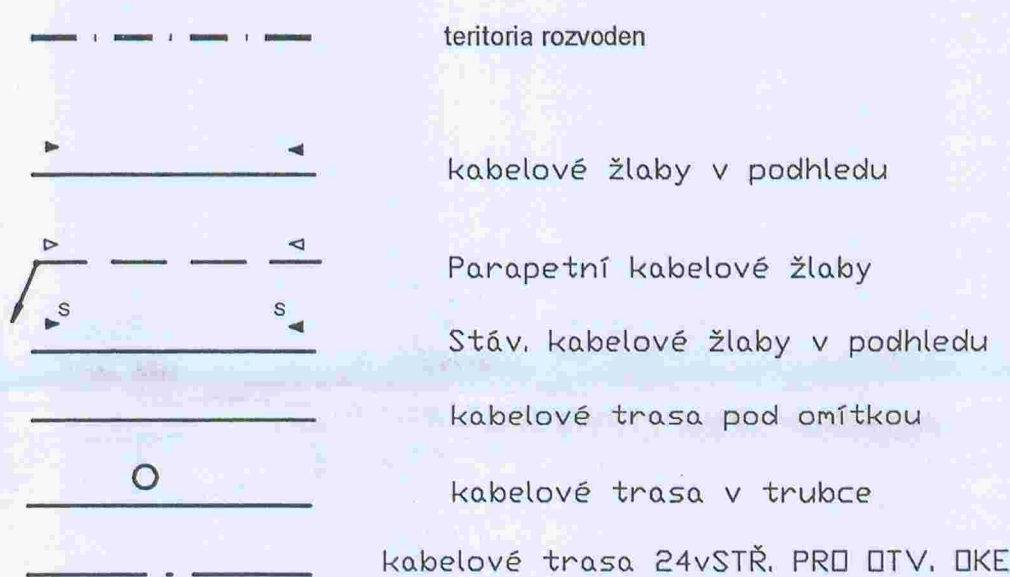 teritoria rozvoden
kabelové žlaby v podhledu
Parapetní kabelové žlaby
S S
Stáv. kabelové žlaby v podhledu
kabelové trasa pod omítkou
kabelové trasa v trubce
kabelové trasa 24vSTŘ. PRO OTV. OKE